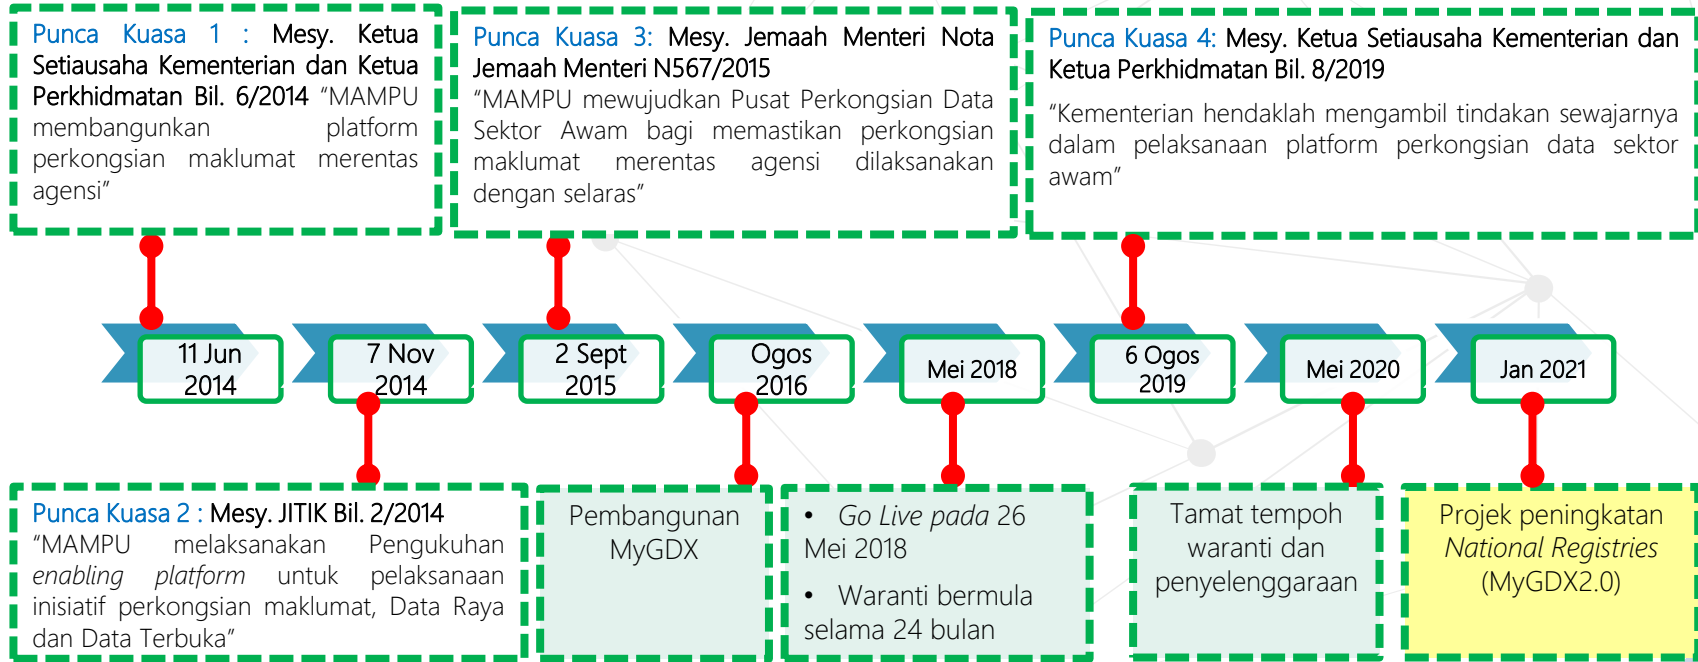 Punca Kuasa 1 : Mesy. Ketua
Setiausaha Kementerian dan Ketua
Perkhidmatan Bil. 6/2014 “MAMPU
membangunkan platform
perkongsian maklumat merentas
agensi”
Punca Kuasa 3: Mesy. Jemaah Menteri Nota
Jemaah Menteri N567/2015
“MAMPU mewujudkan Pusat Perkongsian Data
Sektor Awam bagi memastikan perkongsian
maklumat merentas agensi dilaksanakan
dengan selaras”
Punca Kuasa 4: Mesy. Ketua Setiausaha Kementerian dan
Ketua Perkhidmatan Bil. 8/2019
“Kementerian hendaklah mengambil tindakan sewajarnya
dalam pelaksanaan platform perkongsian data sektor
awam”
11 Jun
2014
7 Nov
2014
2 Sept
2015
Ogos
2016
Mei 2018
6 Ogos
2019
Mei 2020
Jan 2021
Punca Kuasa 2 : Mesy. JITIK Bil. 2/2014
“MAMPU melaksanakan Pengukuhan
enabling platform untuk pelaksanaan
inisiatif perkongsian maklumat, Data Raya
dan Data Terbuka”
Pembangunan
MyGDX
• Go Live pada 26
Mei 2018
• Waranti bermula
selama 24 bulan
Tamat tempoh
waranti dan
penyelenggaraan
Projek peningkatan
National Registries
(MyGDX2.0)